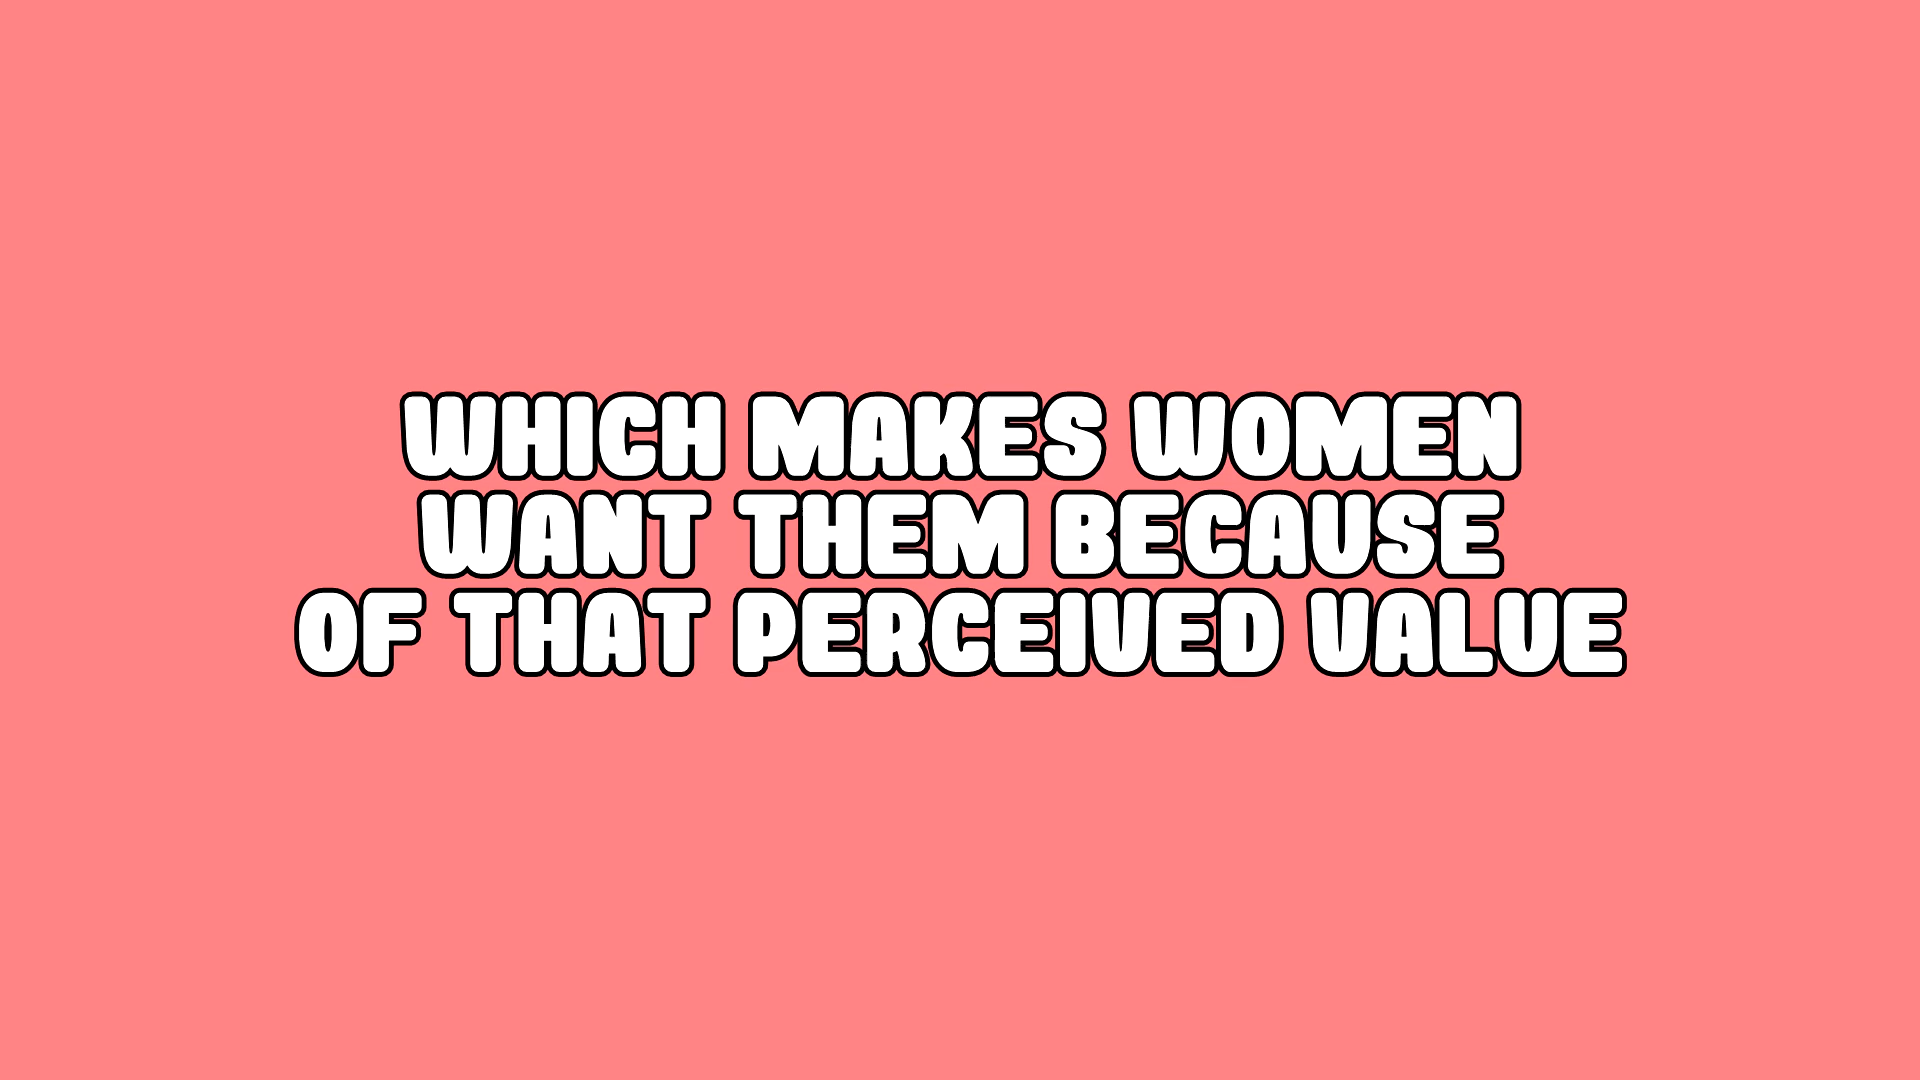 WHICH MAKES WOMEN
WANT THEM BECAUSE
OF THAT PERCEIVED VALUE